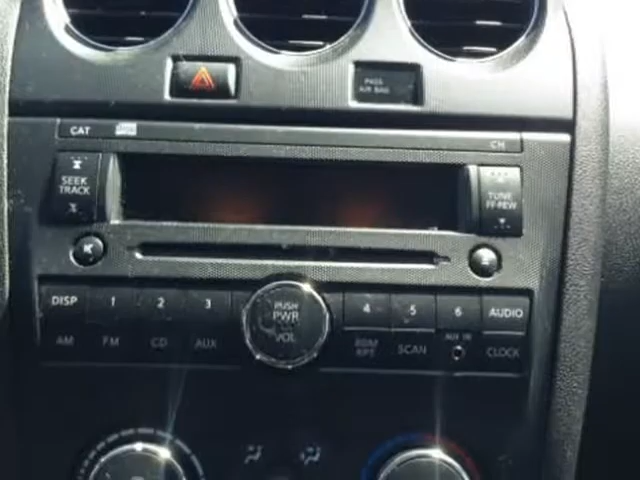 PASS
AIR BAG
CAT
CH
SEEK
TRACK
TUNE
FF·REW
DISP 1 2 3
PUSH
PWR
VOL
4 5 6 AUDIO
AM FM CD AUX
RDM
RPT
SCAN
AUX IN
CLOCK